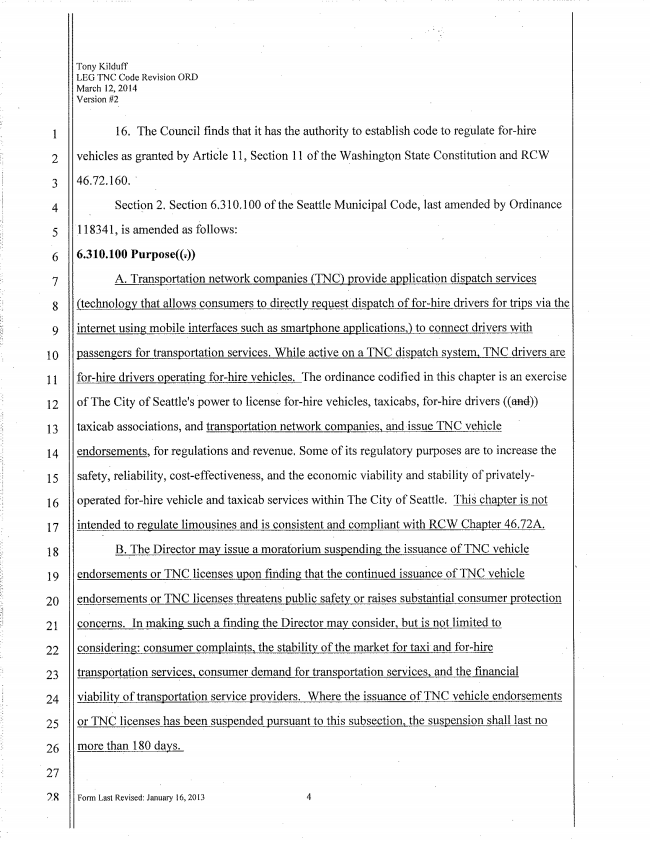 Tony Kilduff
LEG TNC Code Revision ORD
March 12, 2014
Version #2
1 16. The Council finds that it has the authority to establish code to regulate for-hire
2 vehicles as granted by Article 11, Section 11 of the Washington State Constitution and RCW
3 46.72.160.
4 Section 2. Section 6.310.100 of the Seattle Municipal Code, last amended by Ordinance
5 118341, is amended as follows:
6 6.310.100 Purpose((.))
7 A. Transportation network companies (TNC) provide application dispatch services
8 (technology that allows consumers to directly request dispatch of for-hire drivers for trips via the
9 internet using mobile interfaces such as smartphone applications,) to connect drivers with
10 passengers for transportation services. While active on a TNC dispatch system, TNC drivers are
11 for-hire drivers operating for-hire vehicles. The ordinance codified in this chapter is an exercise
12 of The City of Seattle's power to license for-hire vehicles, taxicabs, for-hire drivers ((and))
13 taxicab associations, and transportation network companies, and issue TNC vehicle
14 endorsements, for regulations and revenue. Some of its regulatory purposes are to increase the
15 safety, reliability, cost-effectiveness, and the economic viability and stability of privately-
16 operated for-hire vehicle and taxicab services within The City of Seattle. This chapter is not
17 intended to regulate limousines and is consistent and compliant with RCW Chapter 46.72A.
18 B. The Director may issue a moratorium suspending the issuance of TNC vehicle
19 endorsements or TNC licenses upon finding that the continued issuance of TNC vehicle
20 endorsements or TNC licenses threatens public safety or raises substantial consumer protection
21 concerns. In making such a finding the Director may consider, but is not limited to
22 considering: consumer complaints, the stability of the market for taxi and for-hire
23 transportation services, consumer demand for transportation services, and the financial
24 viability of transportation service providers. Where the issuance of TNC vehicle endorsements
25 or TNC licenses has been suspended pursuant to this subsection, the suspension shall last no
26 more than 180 days.
27
28 Form Last Revised: January 16, 2013 4